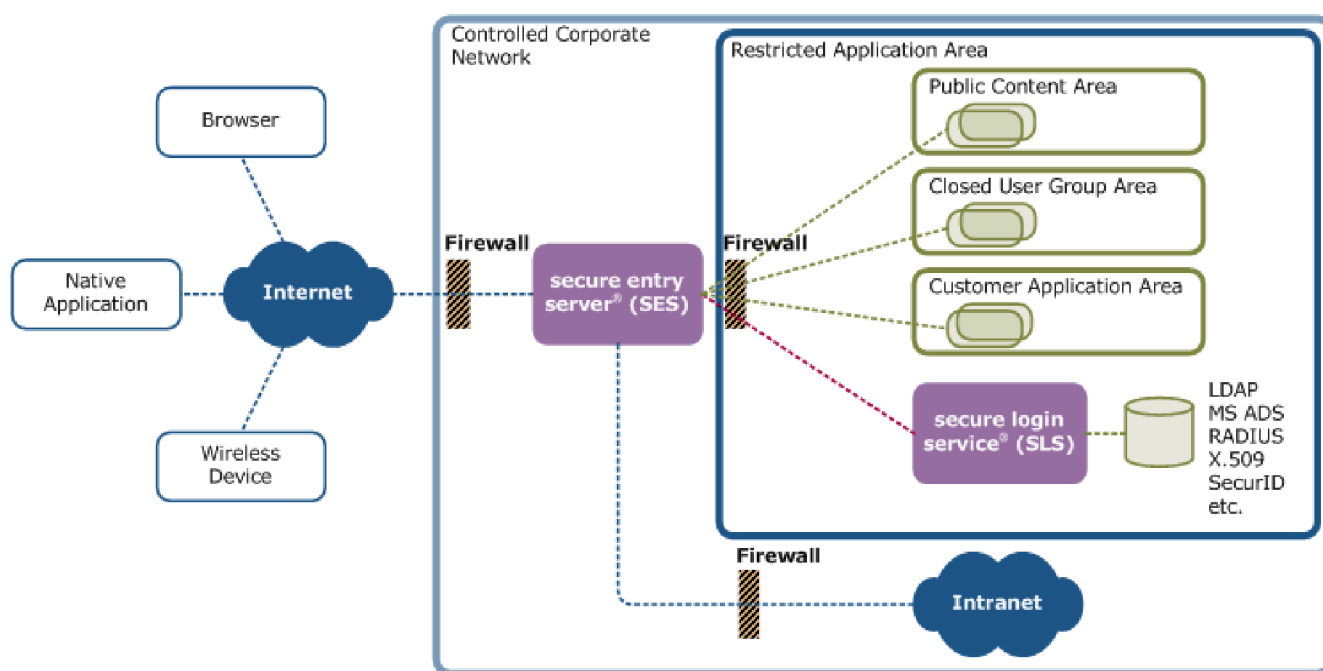 Controlled Corporate
Network
Restricted Application Area
Public Content Area
Browser
Closed User Group Area
Firewall
Firewall
Native
Application
Internet
secure entry
server® (SES)
Customer Application Area
secure login
service® (SLS)
LDAP
MS ADS
RADIUS
X.509
SecurID
etc.
Wireless
Device
Firewall
Intranet